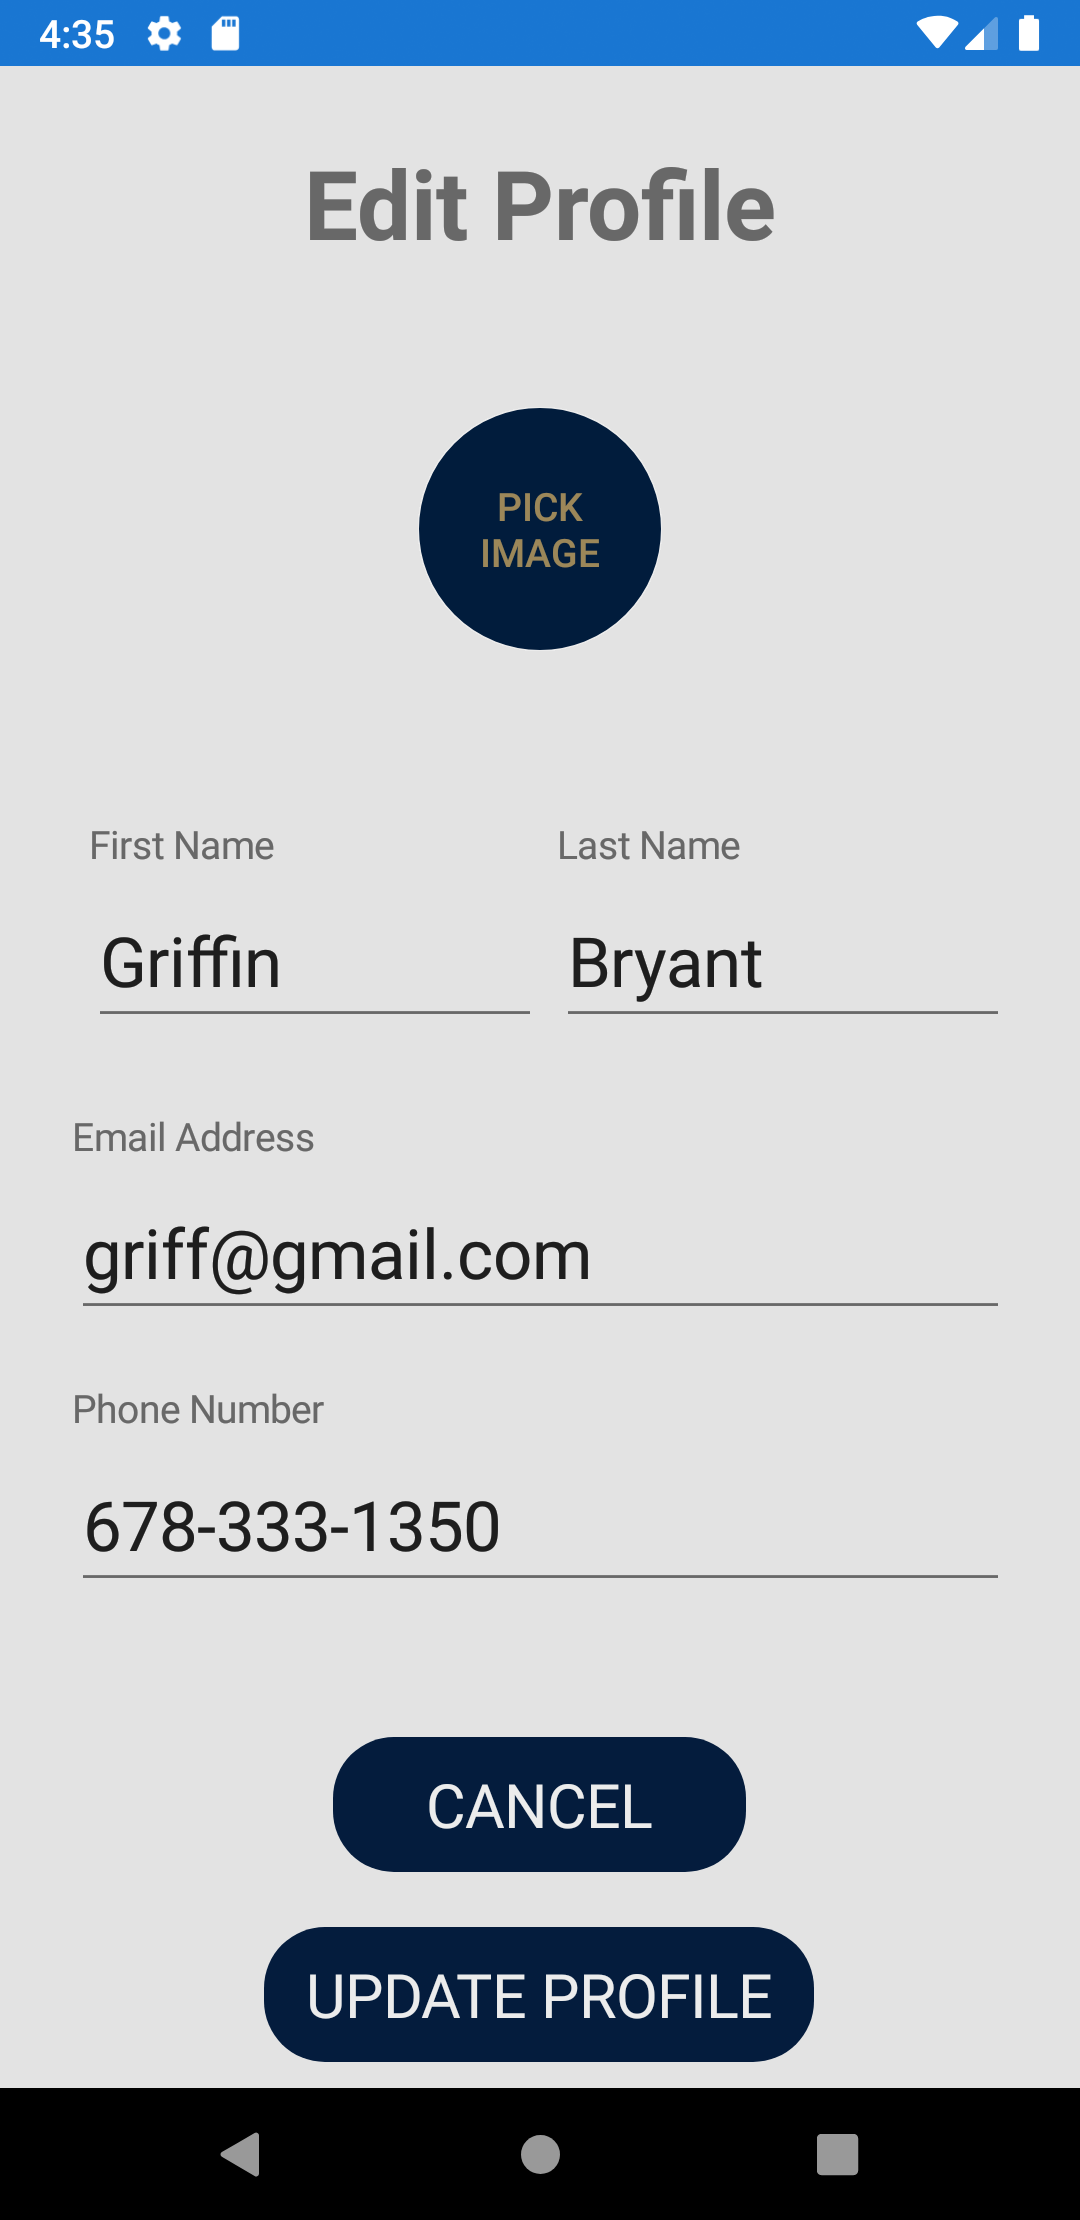 4:35
Edit Profile
PICK
IMAGE
First Name
Last Name
Griffin
Bryant
Email Address
griff@gmail.com
Phone Number
678-333-1350
CANCEL
UPDATE PROFILE